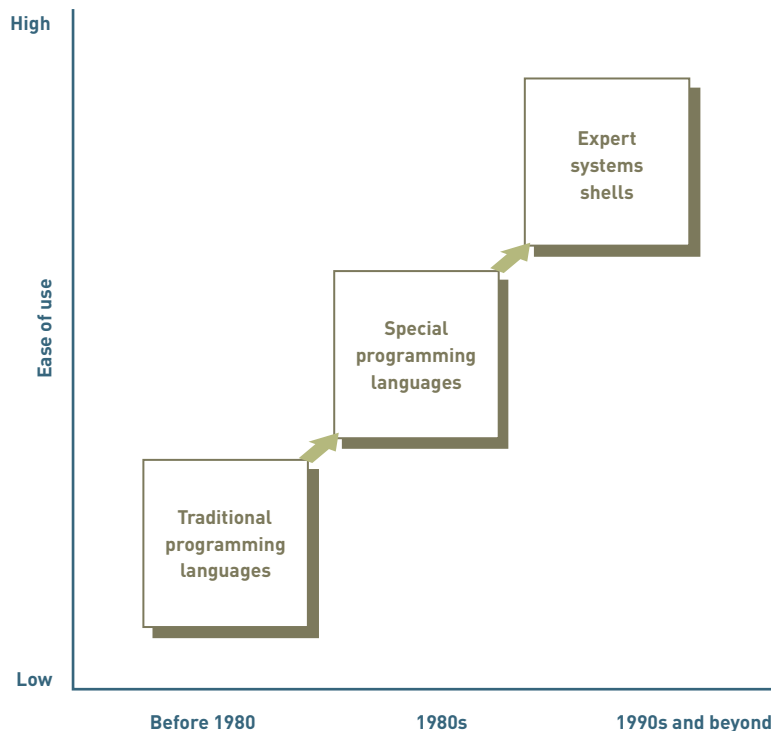 High
Expert
systems
shells
Ease of use
Special
programming
languages
Traditional
programming
languages
Low
Before 1980
1980s
1990s and beyond